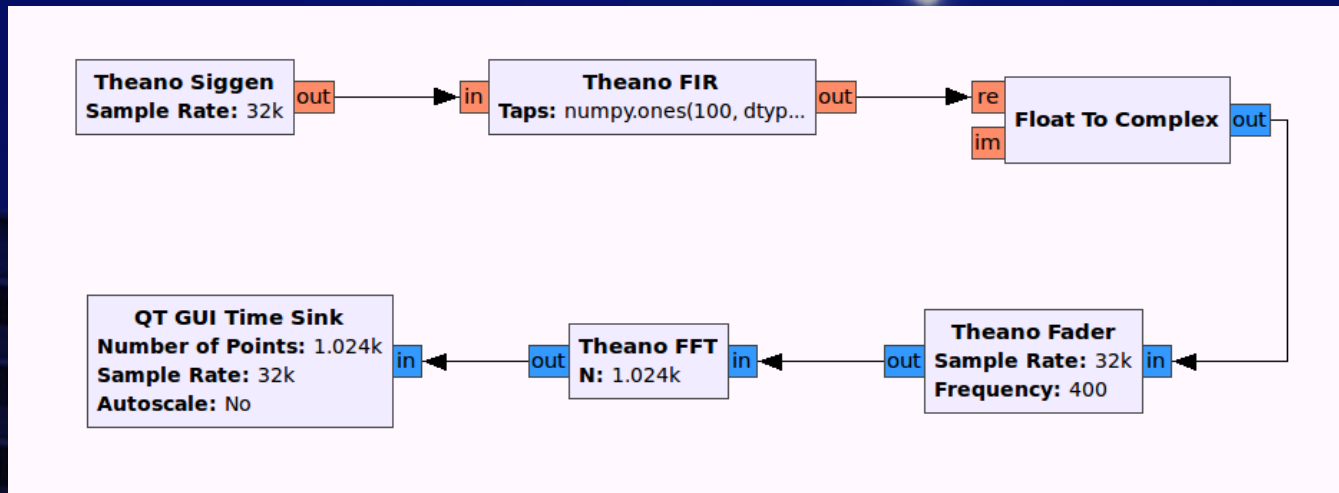 Theano Siggen
Sample Rate: 32k
out
in
Theano FIR
Taps: numpy.ones(100, dtyp...
out
re
im
Float To Complex
out
QT GUI Time Sink
Number of Points: 1.024k
Sample Rate: 32k
Autoscale: No
in
out
Theano FFT
N: 1.024k
in
out
Theano Fader
Sample Rate: 32k
Frequency: 400
in